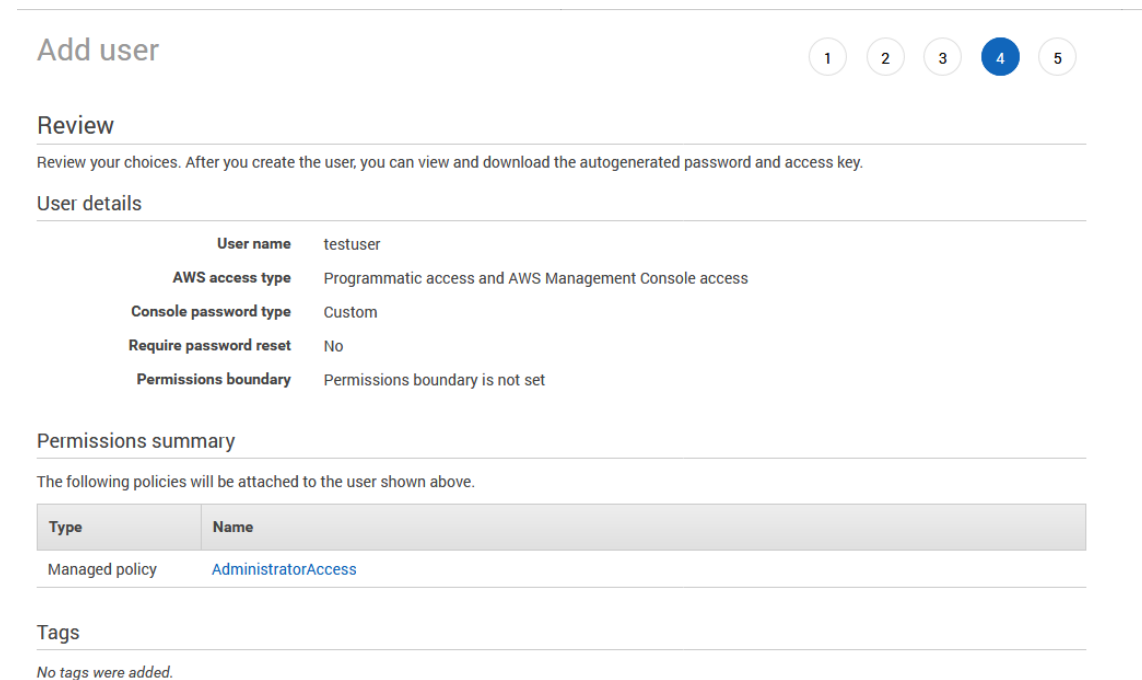 Add user
1 2 3 4 5
Review
Review your choices. After you create the user, you can view and download the autogenerated password and access key.
User details
User name testuser
AWS access type Programmatic access and AWS Management Console access
Console password type Custom
Require password reset No
Permissions boundary Permissions boundary is not set
Permissions summary
The following policies will be attached to the user shown above.
Type Name
Managed policy AdministratorAccess
Tags
No tags were added.